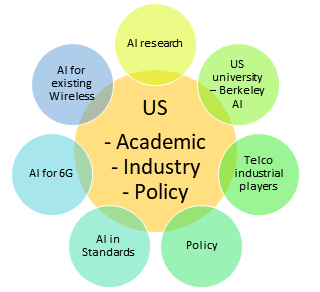 AI research
US
university
– Berkeley
AI
Telco
industrial
players
Policy
AI in
Standards
AI for 6G
AI for
existing
Wireless
US
- Academic
- Industry
- Policy